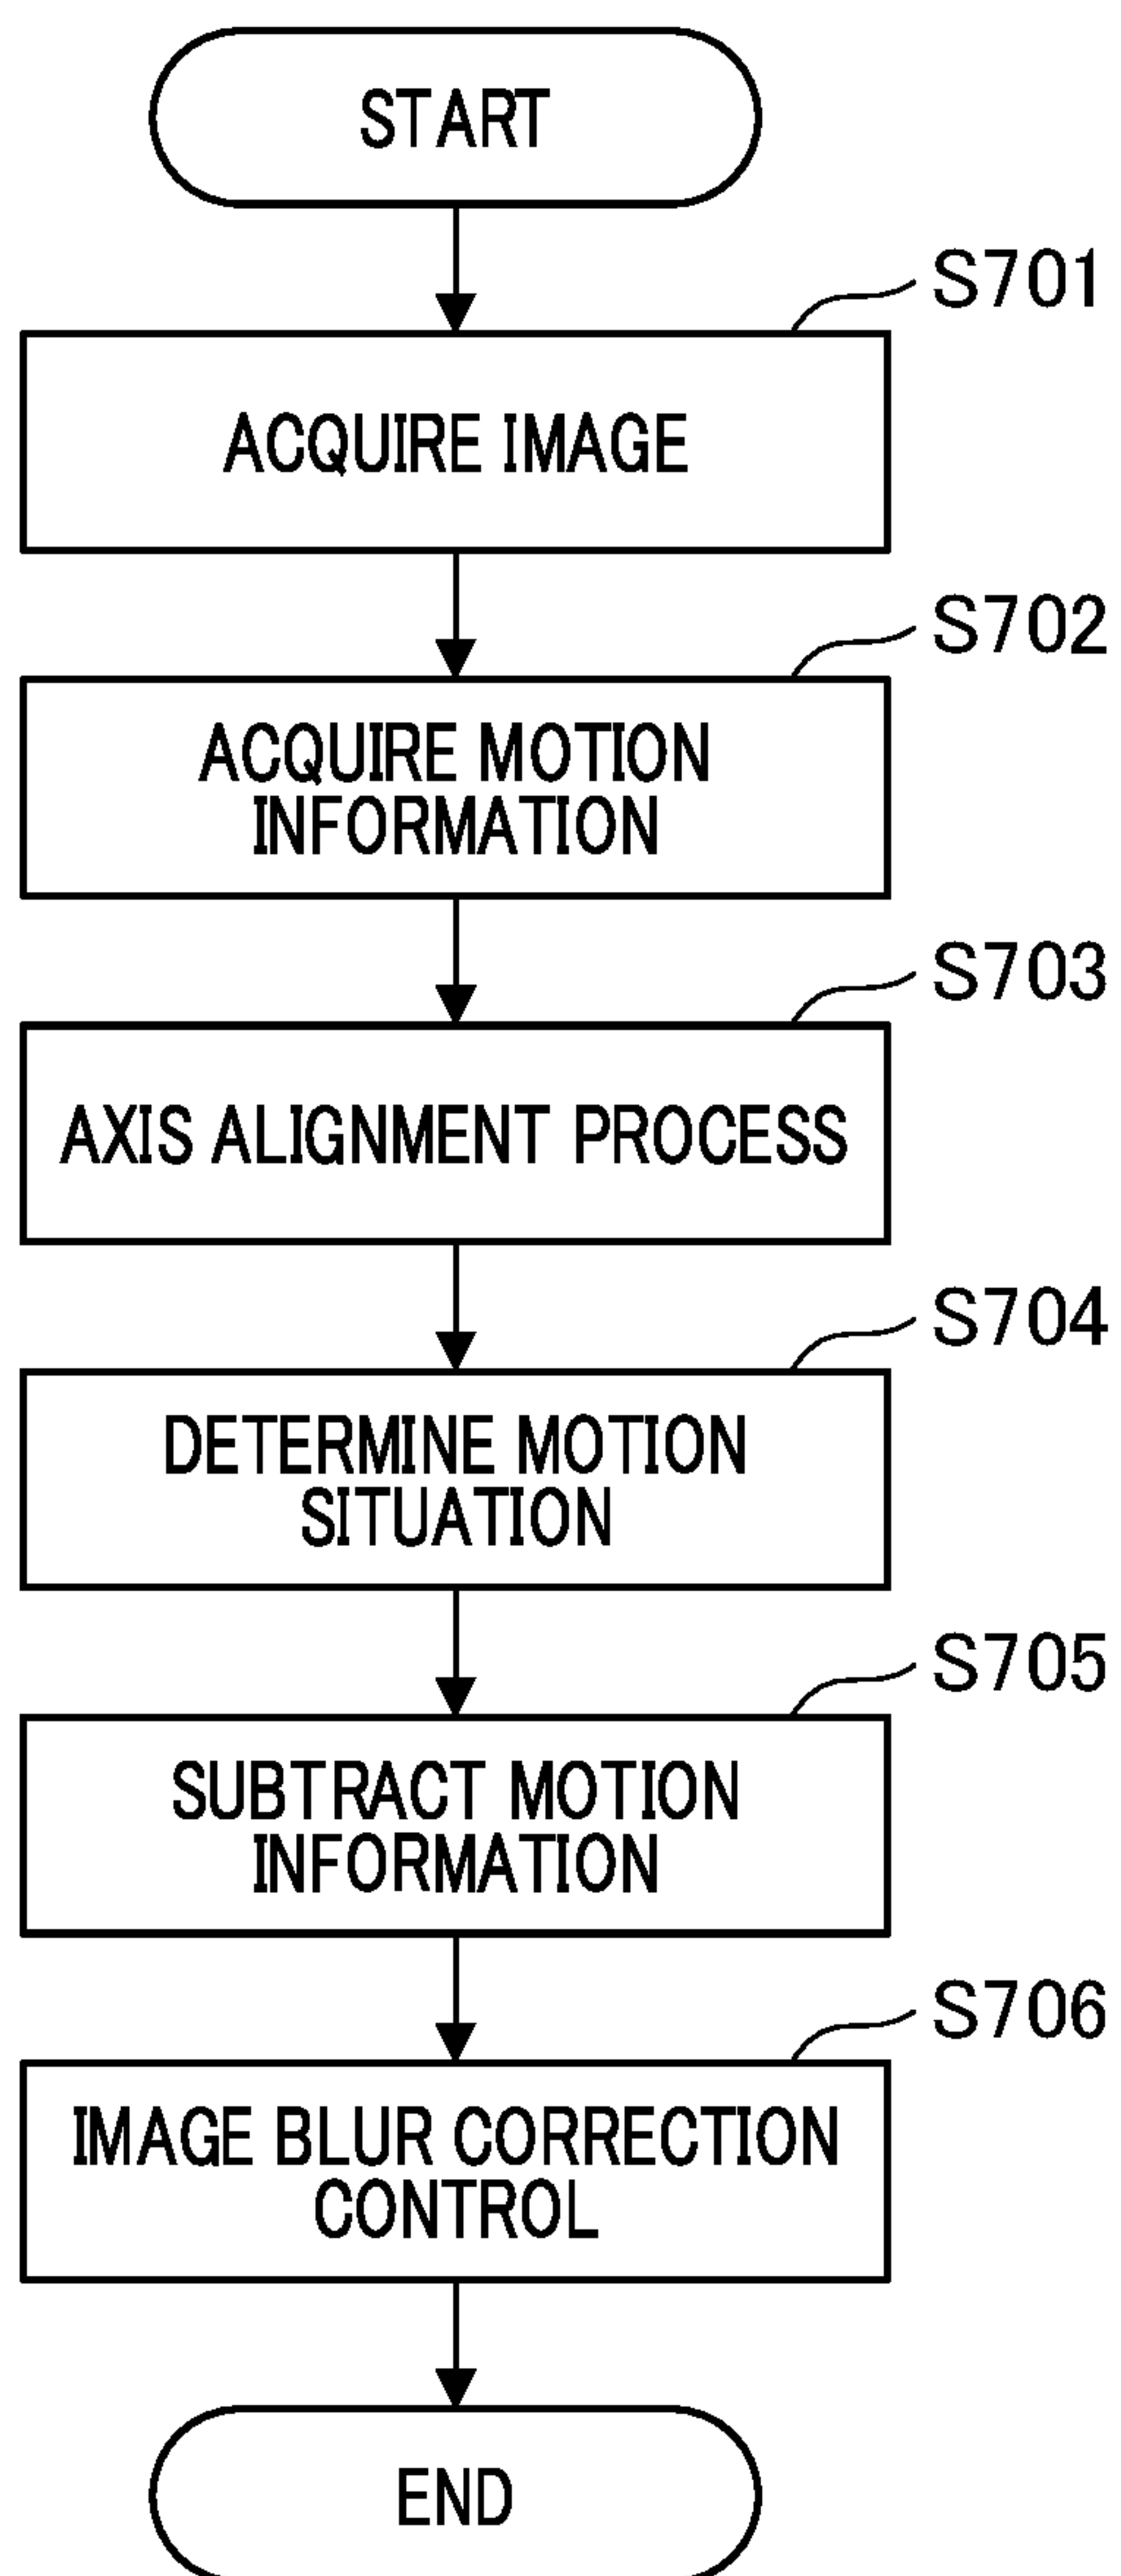 START
S701
ACQUIRE IMAGE
S702
ACQUIRE MOTION
INFORMATION
S703
AXIS ALIGNMENT PROCESS
S704
DETERMINE MOTION
SITUATION
S705
SUBTRACT MOTION
INFORMATION
S706
IMAGE BLUR CORRECTION
CONTROL
END